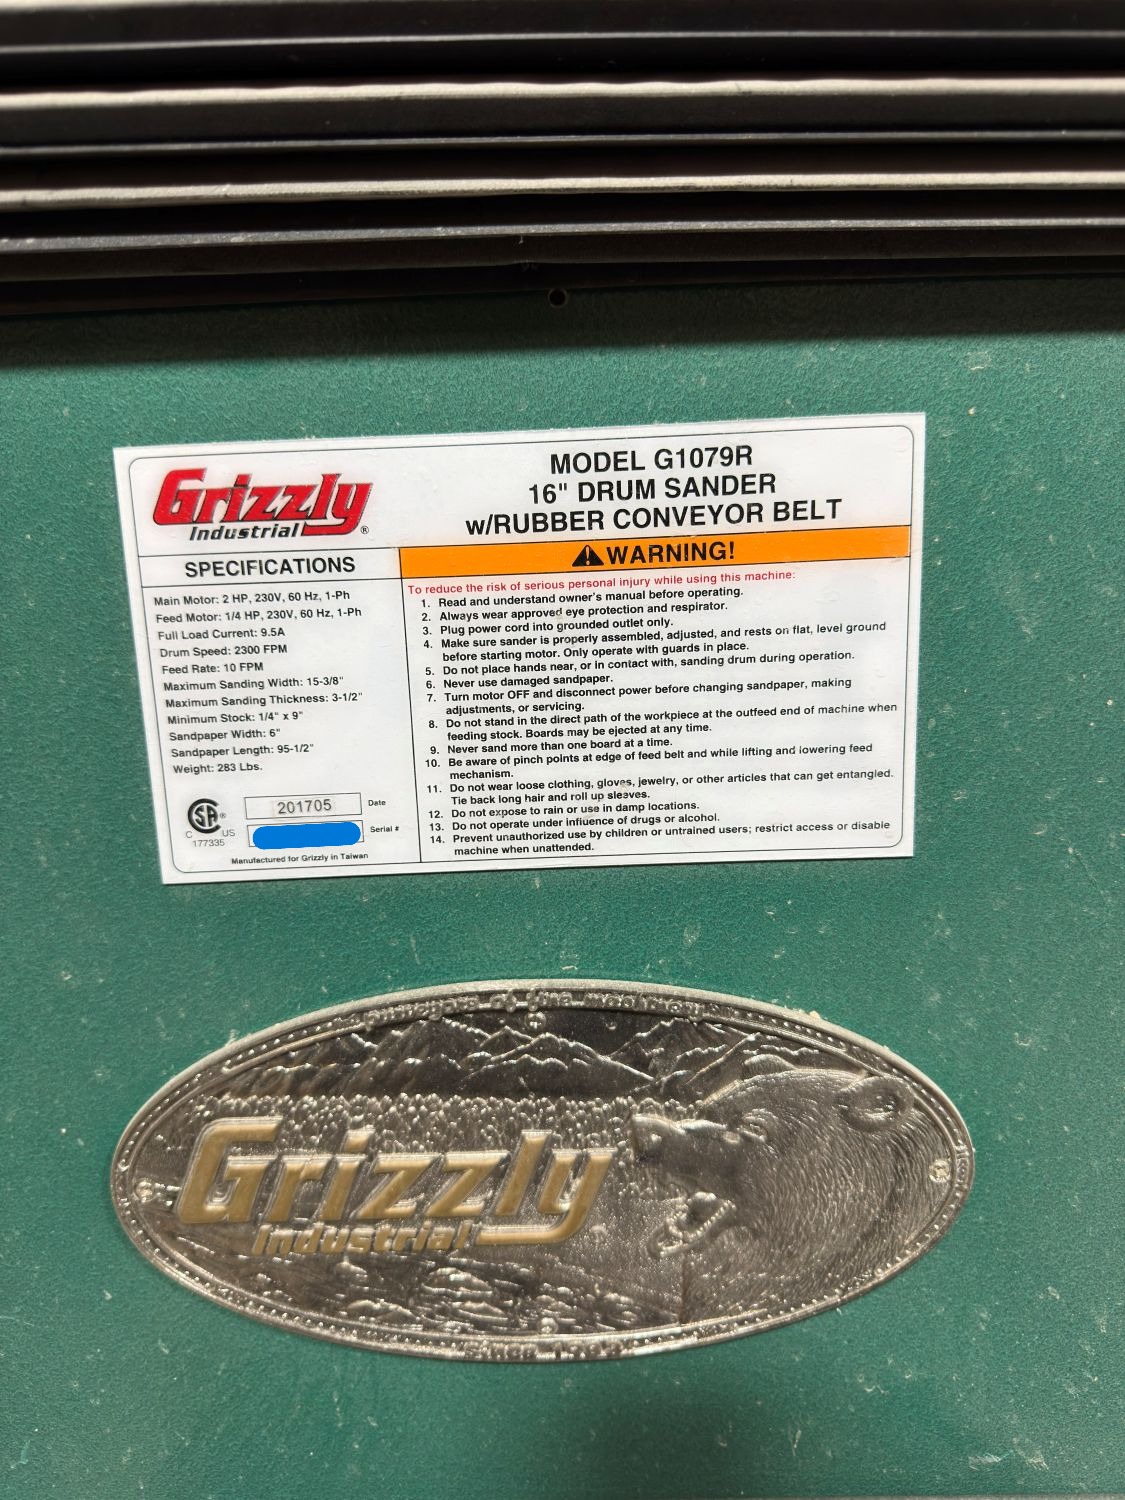 Grizzly
Industrial®
MODEL G1079R
16" DRUM SANDER
w/RUBBER CONVEYOR BELT
SPECIFICATIONS
Main Motor: 2 HP, 230V, 60 Hz, 1-Ph
Feed Motor: 1/4 HP, 230V, 60 Hz, 1-Ph
Full Load Current: 9.5A
Drum Speed: 2300 FPM
Feed Rate: 10 FPM
Maximum Sanding Width: 15-3/8"
Maximum Sanding Thickness: 3-1/2"
Minimum Stock: 1/4" x 9"
Sandpaper Width: 6"
Sandpaper Length: 95-1/2"
Weight: 283 Lbs.
SA®
C US
177335
201705 Date
Serial #
Manufactured for Grizzly in Taiwan
WARNING!
To reduce the risk of serious personal injury while using this machine:
1. Read and understand owner's manual before operating.
2. Always wear approved eye protection and respirator.
3. Plug power cord into grounded outlet only.
4. Make sure sander is properly assembled, adjusted, and rests on flat, level ground
before starting motor. Only operate with guards in place.
5. Do not place hands near, or in contact with, sanding drum during operation.
6. Never use damaged sandpaper.
7. Turn motor OFF and disconnect power before changing sandpaper, making
adjustments, or servicing.
8. Do not stand in the direct path of the workpiece at the outfeed end of machine when
feeding stock. Boards may be ejected at any time.
9. Never sand more than one board at a time.
10. Be aware of pinch points at edge of feed belt and while lifting and lowering feed
mechanism.
11. Do not wear loose clothing, gloves, jewelry, or other articles that can get entangled.
Tie back long hair and roll up sleeves.
12. Do not expose to rain or use in damp locations.
13. Do not operate under influence of drugs or alcohol.
14. Prevent unauthorized use by children or untrained users; restrict access or disable
machine when unattended.
Purveyors of fine machinery
Grizzly
Industrial
Since 1983